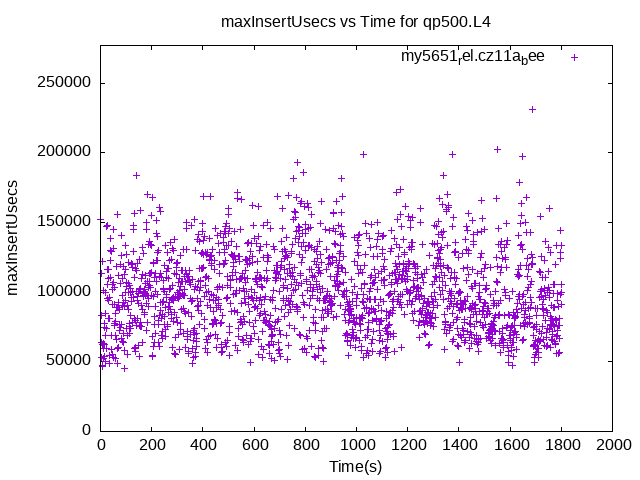 maxInsertUsecs vs Time for qp500.L4
my5651rel.cz11abee
250000
200000
150000
100000
50000
0
maxInsertUsecs
0 200 400 600 800 1000 1200 1400 1600 1800 2000
Time(s)